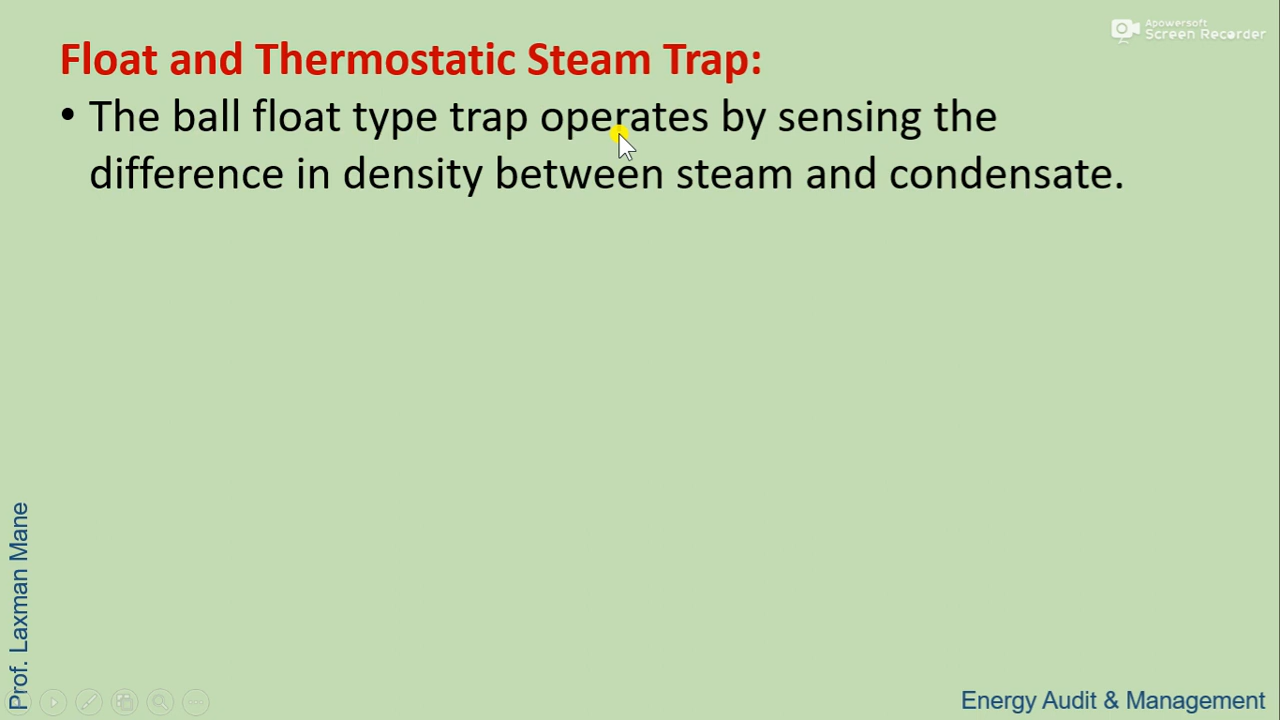 Apowersoft
Screen Recorder
Float and Thermostatic Steam Trap:
• The ball float type trap operates by sensing the
difference in density between steam and condensate.
Prof. Laxman Mane
Energy Audit & Management